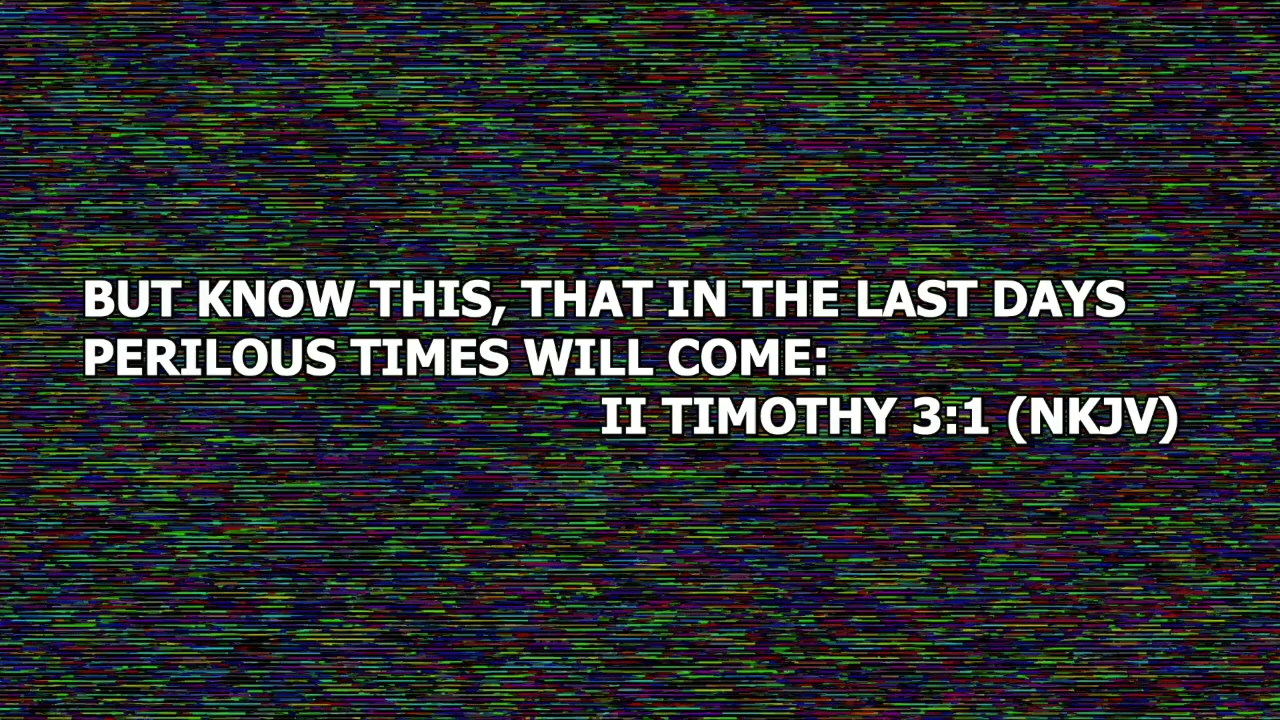 BUT KNOW THIS, THAT IN THE LAST DAYS
PERILOUS TIMES WILL COME:
II TIMOTHY 3:1 (NKJV)